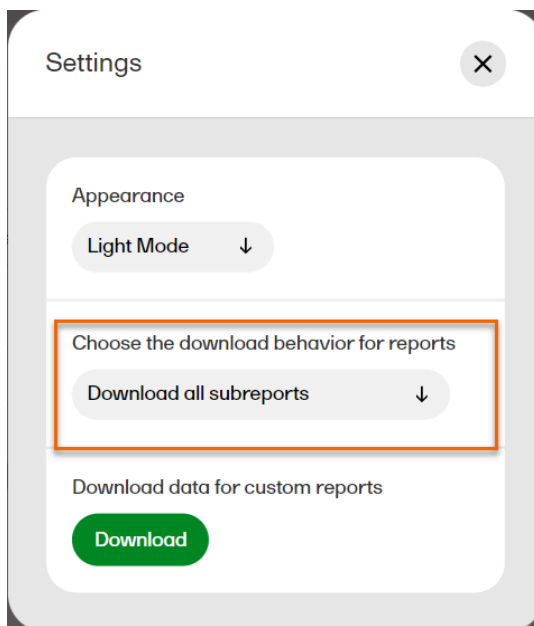 Settings
Appearance
Light Mode
Choose the download behavior for reports
Download all subreports
Download data for custom reports
Download